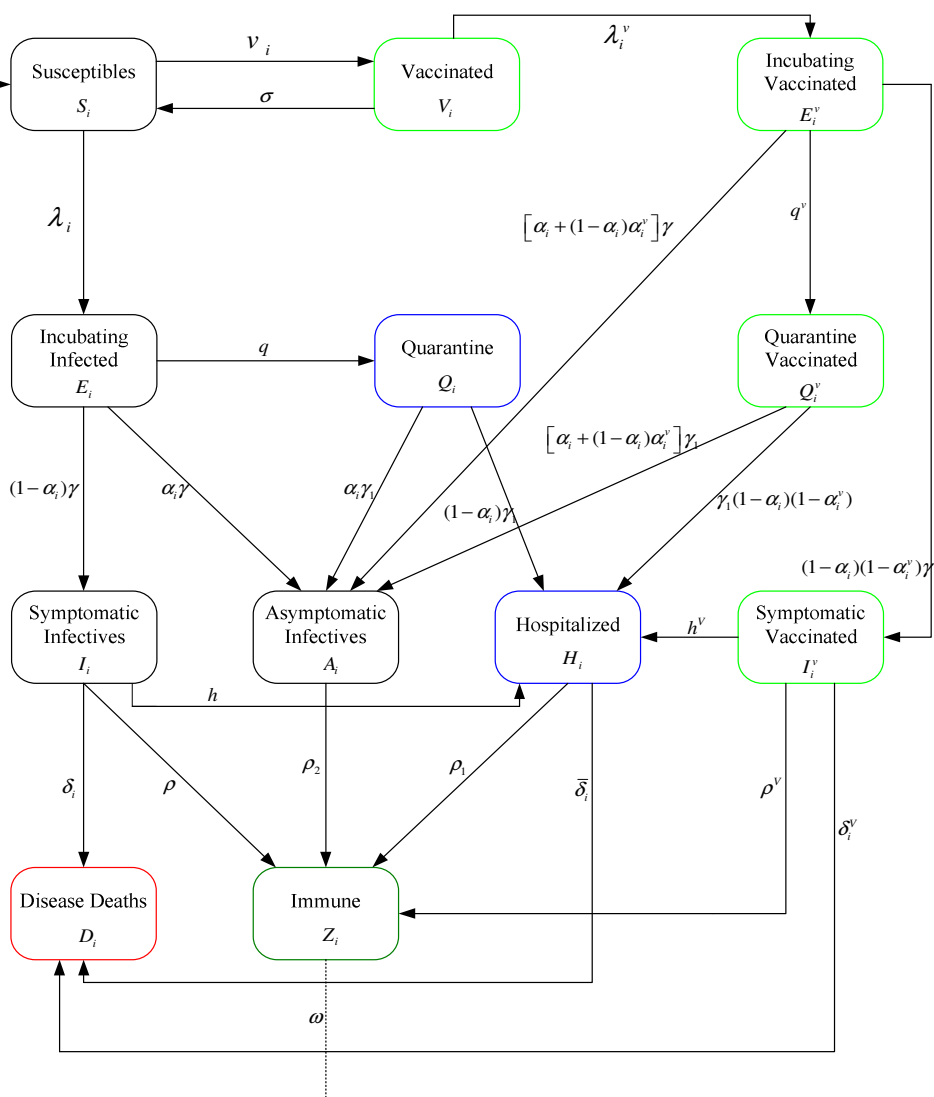 ν_i
λ_i^v
Susceptibles
S_i
Vaccinated
V_i
Incubating
Vaccinated
E_i^v
σ
λ_i
[α_i + (1 − α_i)α_i^v]γ
q^v
Incubating
Infected
E_i
q
Quarantine
Q_i
Quarantine
Vaccinated
Q_i^v
[α_i + (1 − α_i)α_i^v]γ_1
(1 − α_i)γ
α_iγ
α_iγ_1
(1 − α_i)γ_1
γ_1(1 − α_i)(1 − α_i^v)
(1 − α_i)(1 − α_i^v)γ
Symptomatic
Infectives
I_i
Asymptomatic
Infectives
A_i
Hospitalized
H_i
h^V
Symptomatic
Vaccinated
I_i^v
h
δ_i
ρ
ρ_2
ρ_1
δ̄_i
ρ^V
δ_i^V
Disease Deaths
D_i
Immune
Z_i
ω